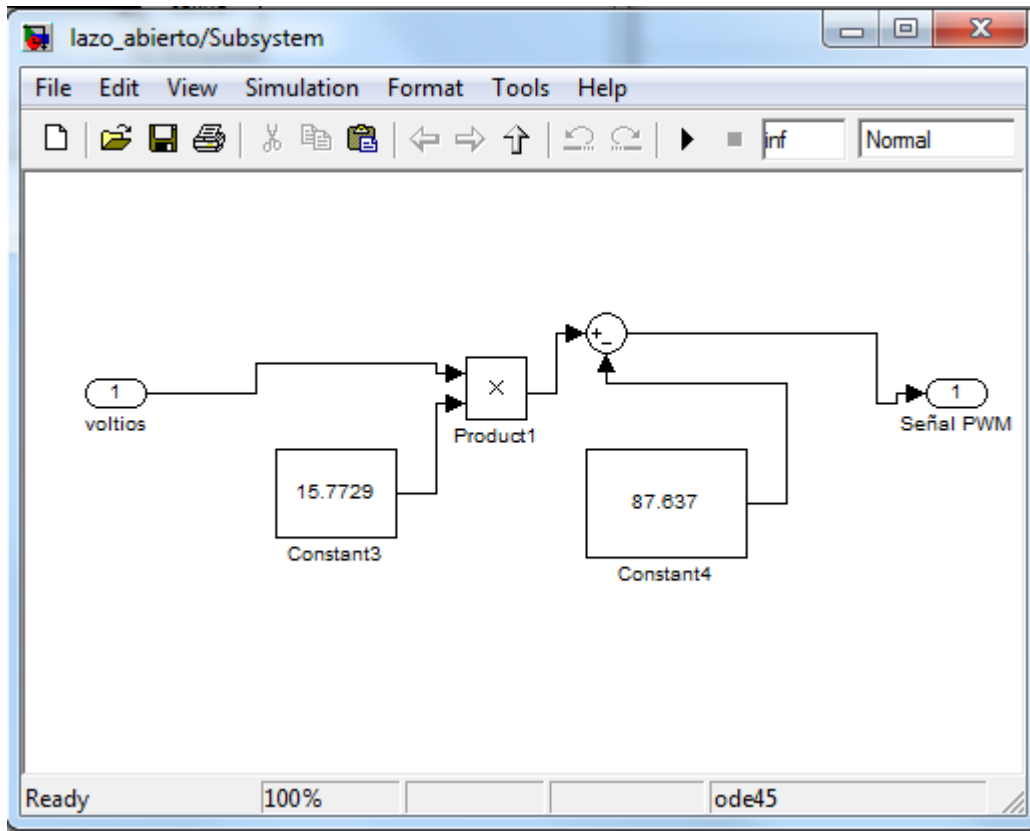 lazo_abierto/Subsystem
File Edit View Simulation Format Tools Help
inf Normal
1
voltios
15.7729
Constant3
×
Product1
+
−
87.637
Constant4
1
Señal PWM
Ready 100% ode45